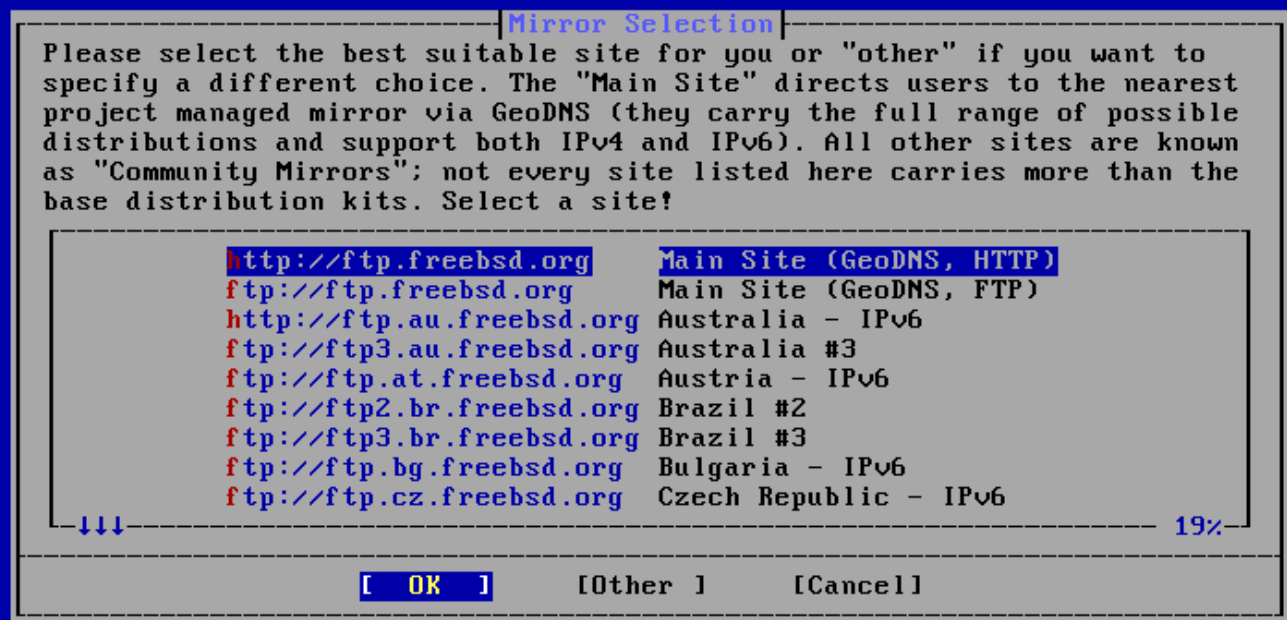 Mirror Selection
Please select the best suitable site for you or "other" if you want to
specify a different choice. The "Main Site" directs users to the nearest
project managed mirror via GeoDNS (they carry the full range of possible
distributions and support both IPv4 and IPv6). All other sites are known
as "Community Mirrors"; not every site listed here carries more than the
base distribution kits. Select a site!
http://ftp.freebsd.org Main Site (GeoDNS, HTTP)
ftp://ftp.freebsd.org Main Site (GeoDNS, FTP)
http://ftp.au.freebsd.org Australia - IPv6
ftp://ftp3.au.freebsd.org Australia #3
ftp://ftp.at.freebsd.org Austria - IPv6
ftp://ftp2.br.freebsd.org Brazil #2
ftp://ftp3.br.freebsd.org Brazil #3
ftp://ftp.bg.freebsd.org Bulgaria - IPv6
ftp://ftp.cz.freebsd.org Czech Republic - IPv6
↓↓↓ 19%
[ OK ] [Other ] [Cancel]